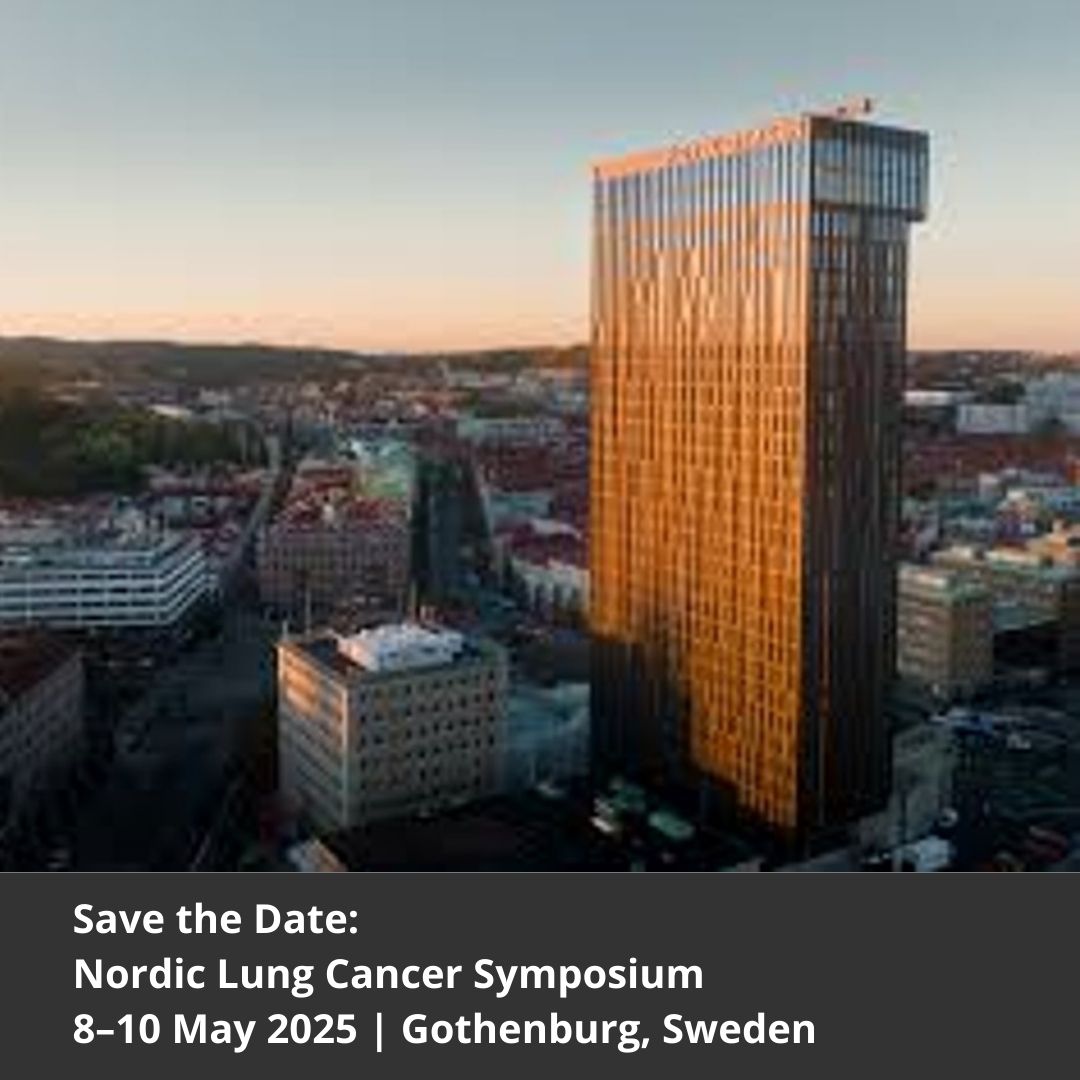 Save the Date:
Nordic Lung Cancer Symposium
8–10 May 2025 | Gothenburg, Sweden